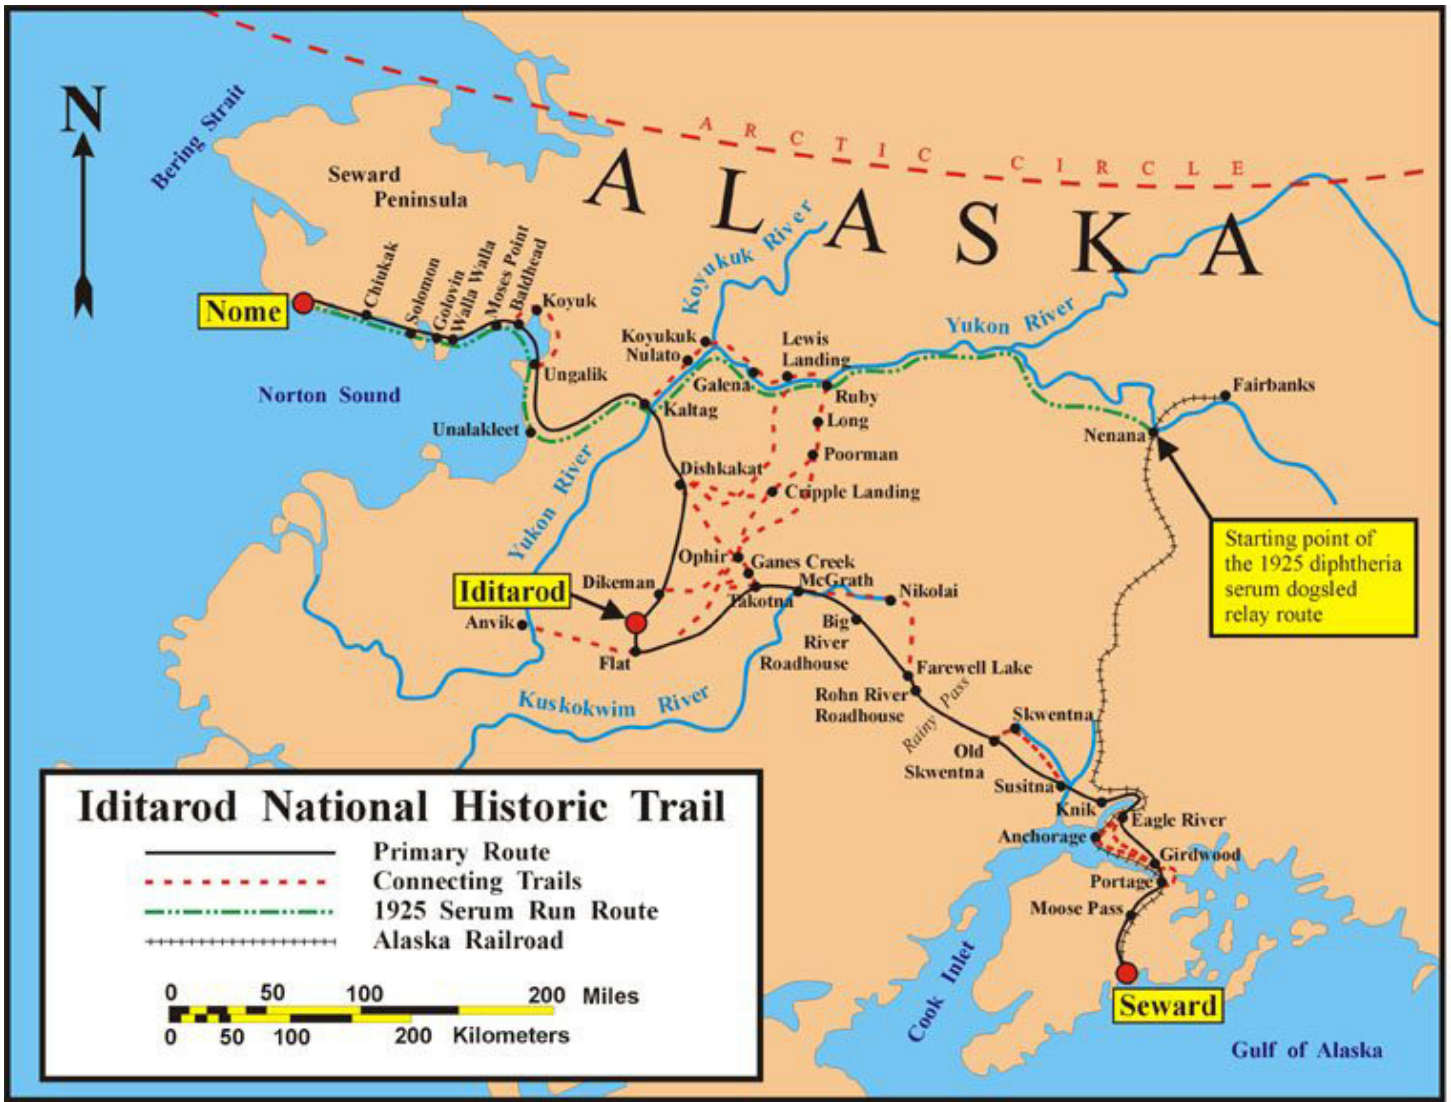 N
Bering Strait
ARCTIC CIRCLE
ALASKA
Seward
Peninsula
Koyukuk River
Chiukak
Solomon
Golovin
Walla Walla
Moses Point
Baldhead
Koyuk
Nome
Yukon River
Koyukuk
Nulato
Lewis
Landing
Galena
Ruby
Ungalik
Norton Sound
Kaltag
Long
Fairbanks
Unalakleet
Nenana
Poorman
Dishkakat
Cripple Landing
Yukon River
Starting point of
the 1925 diphtheria
serum dogsled
relay route
Ophir
Ganes Creek
McGrath
Dikeman
Takotna
Nikolai
Iditarod
Anvik
Big
River
Roadhouse
Flat
Farewell Lake
Kuskokwim River
Rohn River
Roadhouse
Rainy Pass
Skwentna
Old
Skwentna
Susitna
Knik
Eagle River
Anchorage
Girdwood
Portage
Moose Pass
Cook Inlet
Seward
Gulf of Alaska
Iditarod National Historic Trail
Primary Route
Connecting Trails
1925 Serum Run Route
Alaska Railroad
0 50 100 200 Miles
0 50 100 200 Kilometers